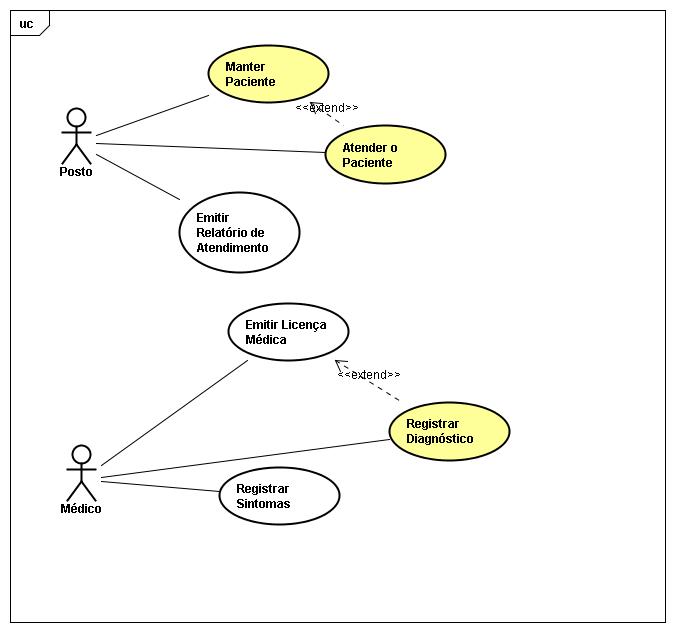 uc
Manter
Paciente
<<extend>>
Atender o
Paciente
Posto
Emitir
Relatório de
Atendimento
Emitir Licença
Médica
<<extend>>
Registrar
Diagnóstico
Registrar
Sintomas
Médico